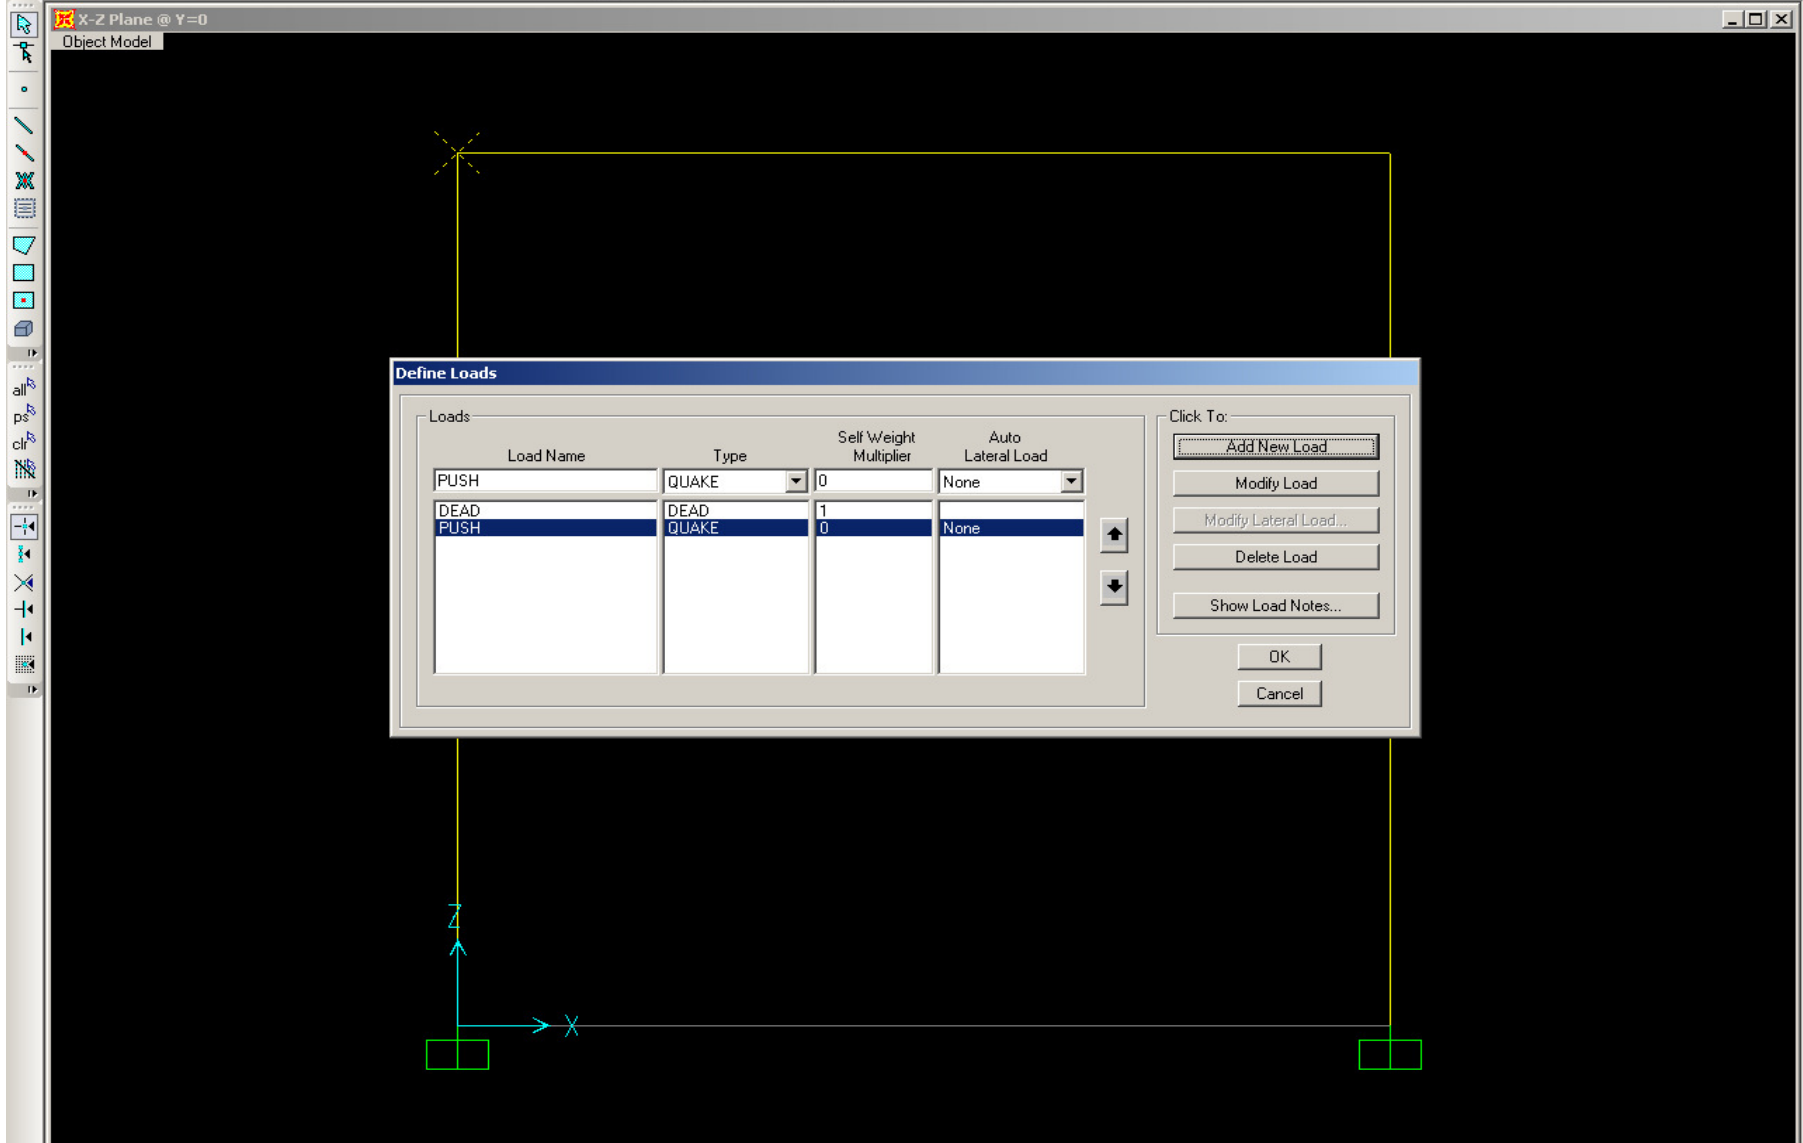 X-Z Plane @ Y=0
Object Model
Define Loads
Loads
Load Name
Type
Self Weight
Multiplier
Auto
Lateral Load
PUSH QUAKE 0 None
DEAD DEAD 1
PUSH QUAKE 0 None
Click To:
Add New Load
Modify Load
Modify Lateral Load...
Delete Load
Show Load Notes...
OK
Cancel
all
ps
clr
Z
X